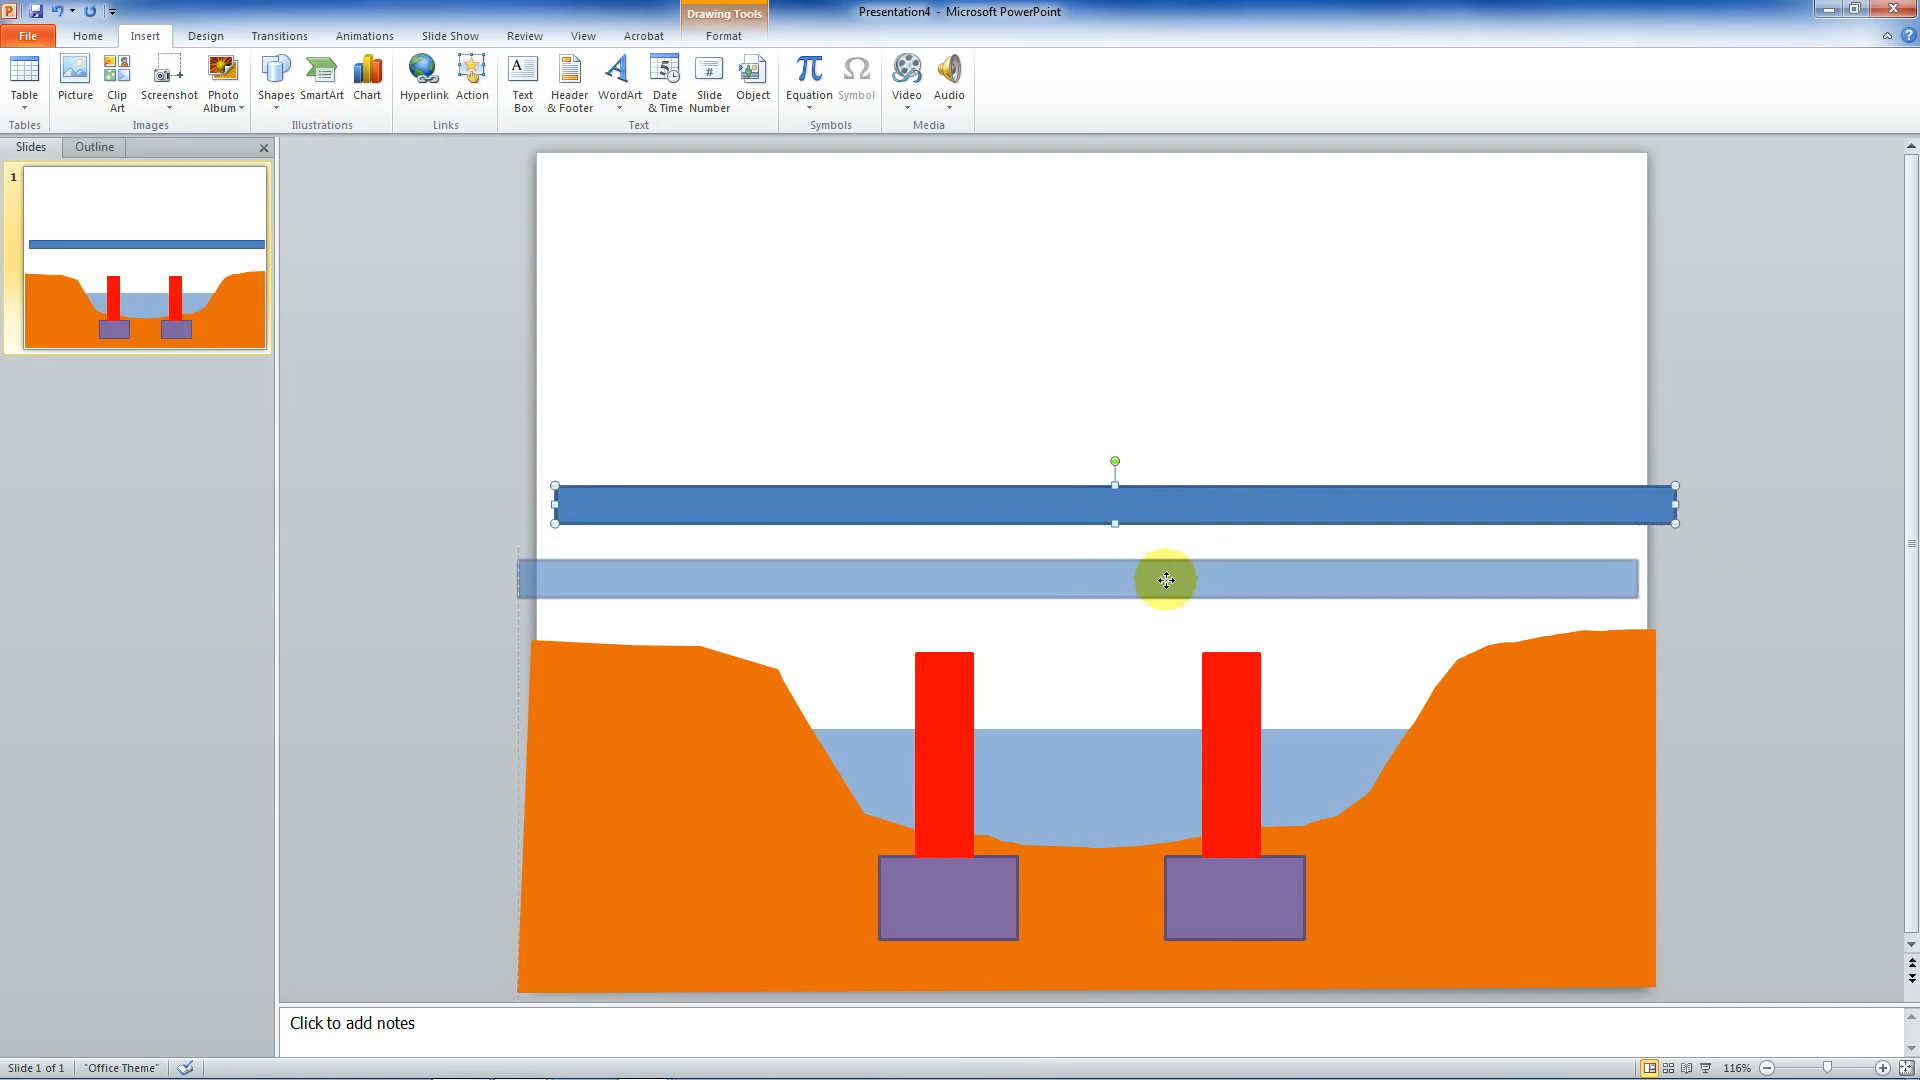 Drawing Tools
Presentation4 - Microsoft PowerPoint
File Home Insert Design Transitions Animations Slide Show Review View Acrobat Format
Table Picture Clip Art Screenshot Photo Album Shapes SmartArt Chart Hyperlink Action Text Box Header & Footer WordArt Date & Time Slide Number Object Equation Symbol Video Audio
Tables Images Illustrations Links Text Symbols Media
Slides Outline
1
Click to add notes
Slide 1 of 1 "Office Theme" 116%